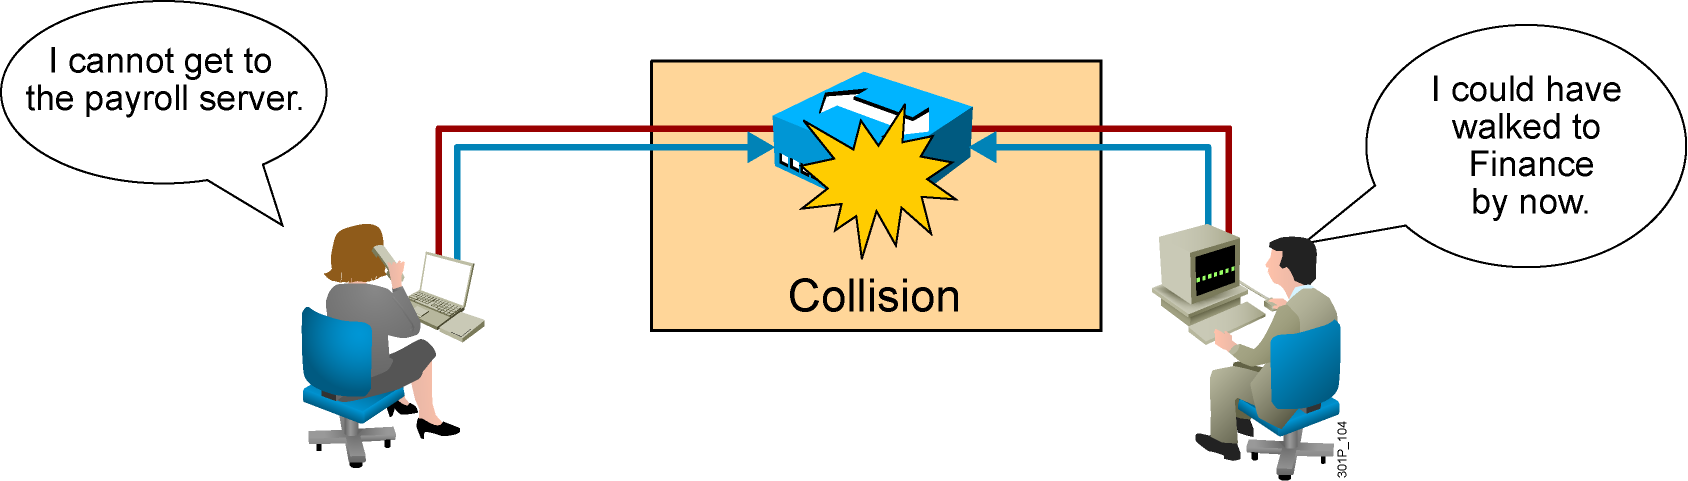 I cannot get to
the payroll server.
I could have
walked to
Finance
by now.
Collision
301P_104